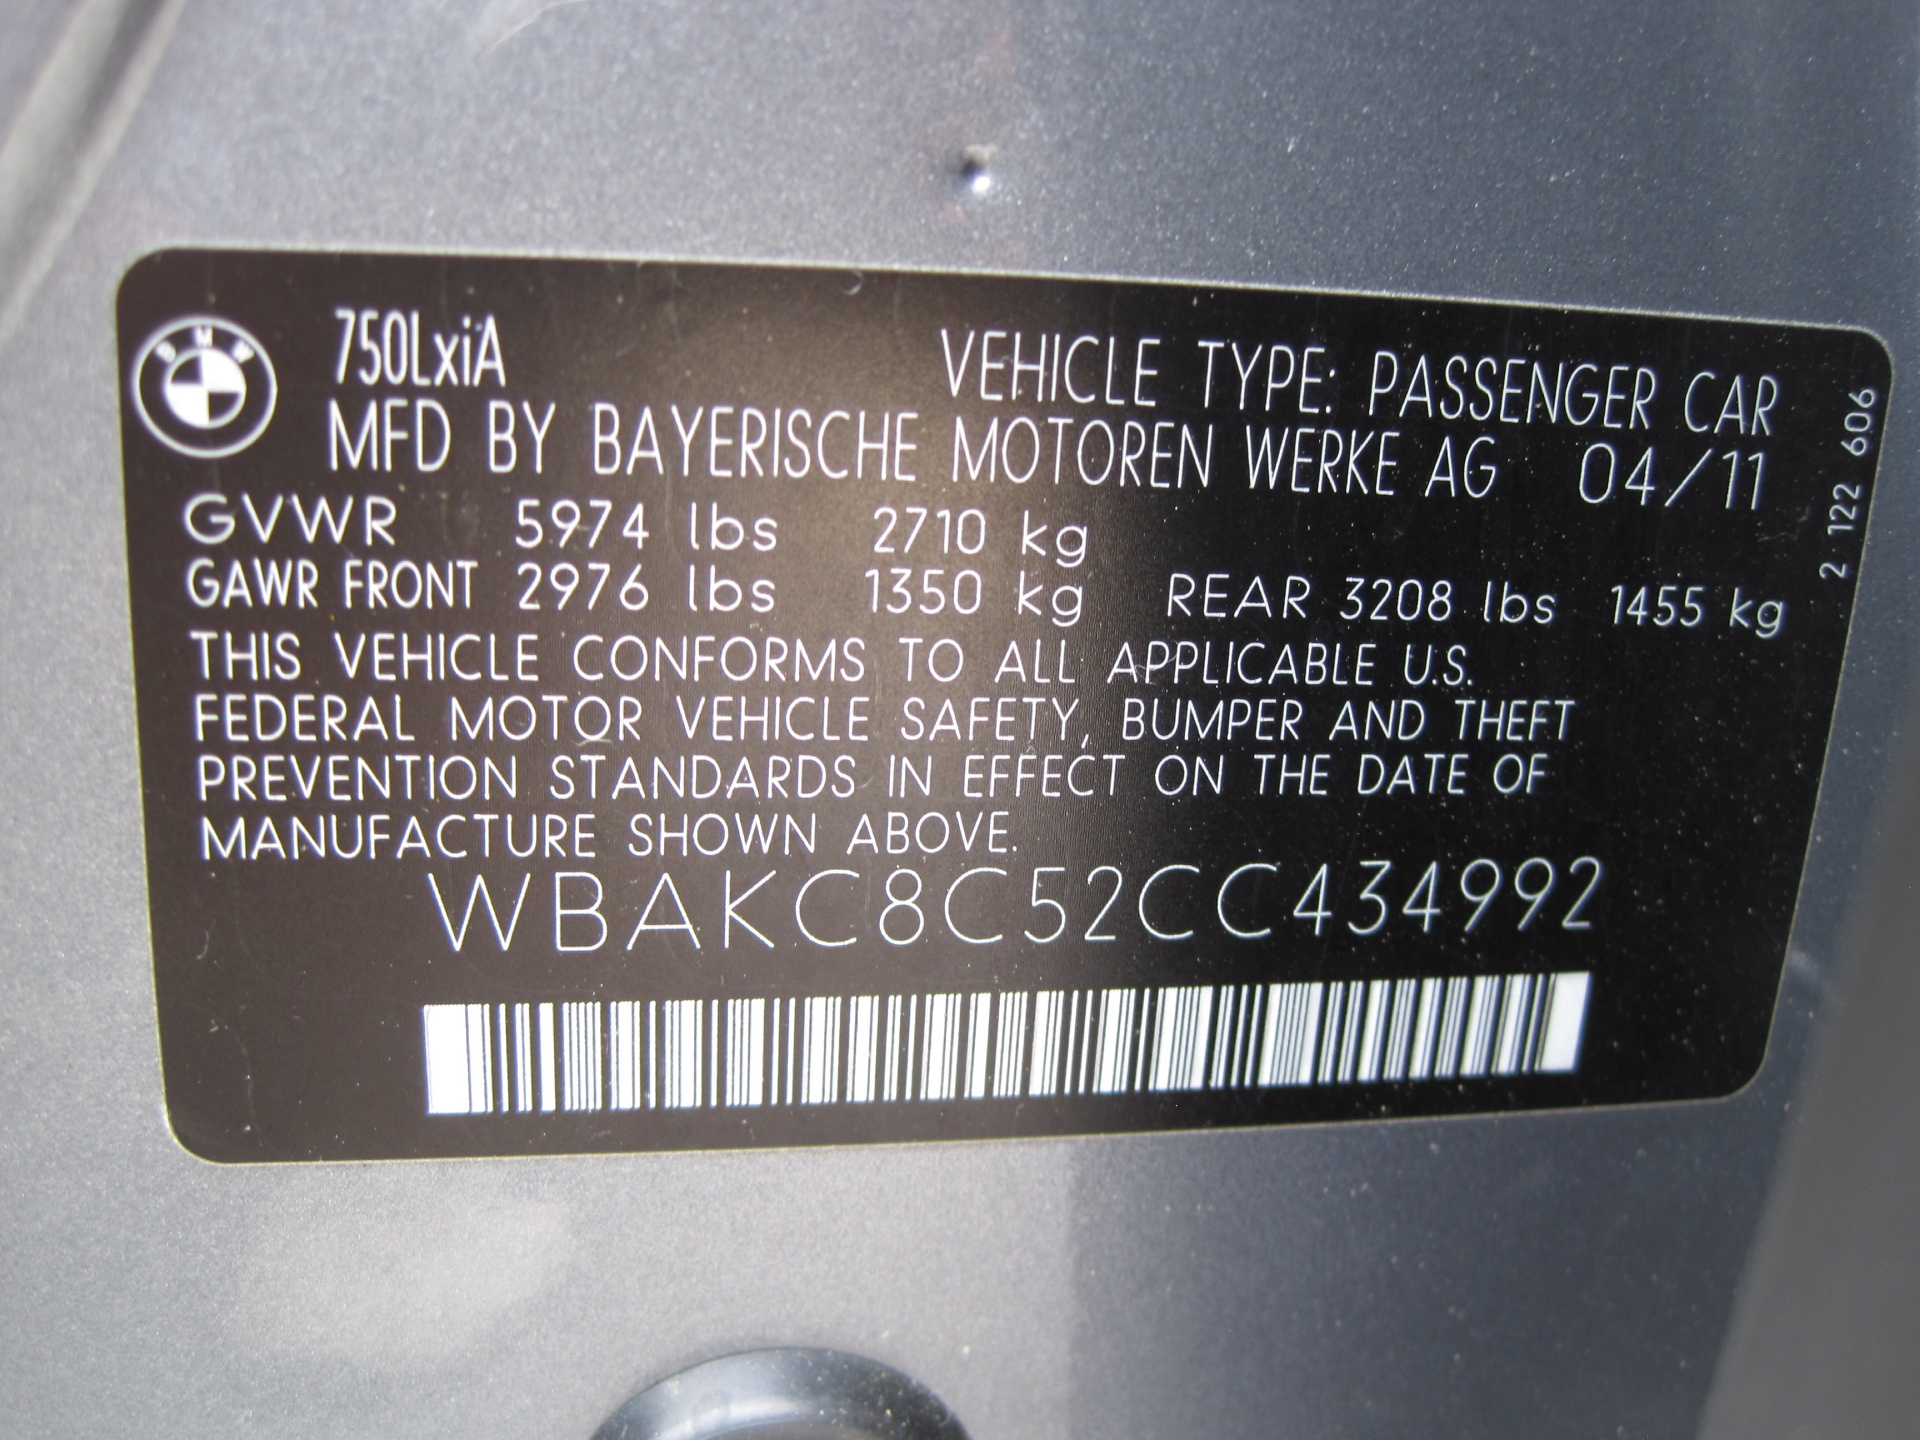 BMW
750LxiA
VEHICLE TYPE: PASSENGER CAR
MFD BY BAYERISCHE MOTOREN WERKE AG 04/11
GVWR 5974 lbs 2710 kg
GAWR FRONT 2976 lbs 1350 kg REAR 3208 lbs 1455 kg
THIS VEHICLE CONFORMS TO ALL APPLICABLE U.S.
FEDERAL MOTOR VEHICLE SAFETY, BUMPER AND THEFT
PREVENTION STANDARDS IN EFFECT ON THE DATE OF
MANUFACTURE SHOWN ABOVE.
WBAKC8C52CC434992
2 122 606